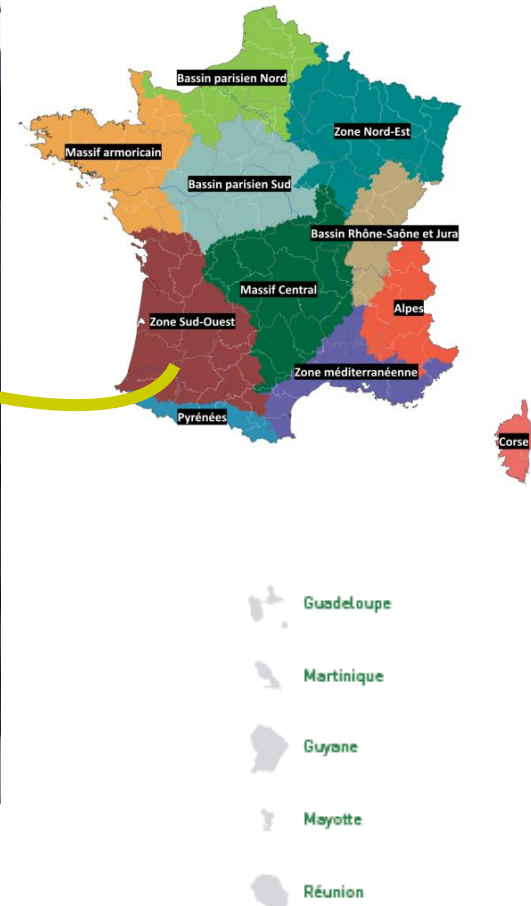 Bassin parisien Nord
Zone Nord-Est
Massif armoricain
Bassin parisien Sud
Bassin Rhône-Saône et Jura
Massif Central
Alpes
Zone Sud-Ouest
Zone méditerranéenne
Pyrénées
Corse
Guadeloupe
Martinique
Guyane
Mayotte
Réunion